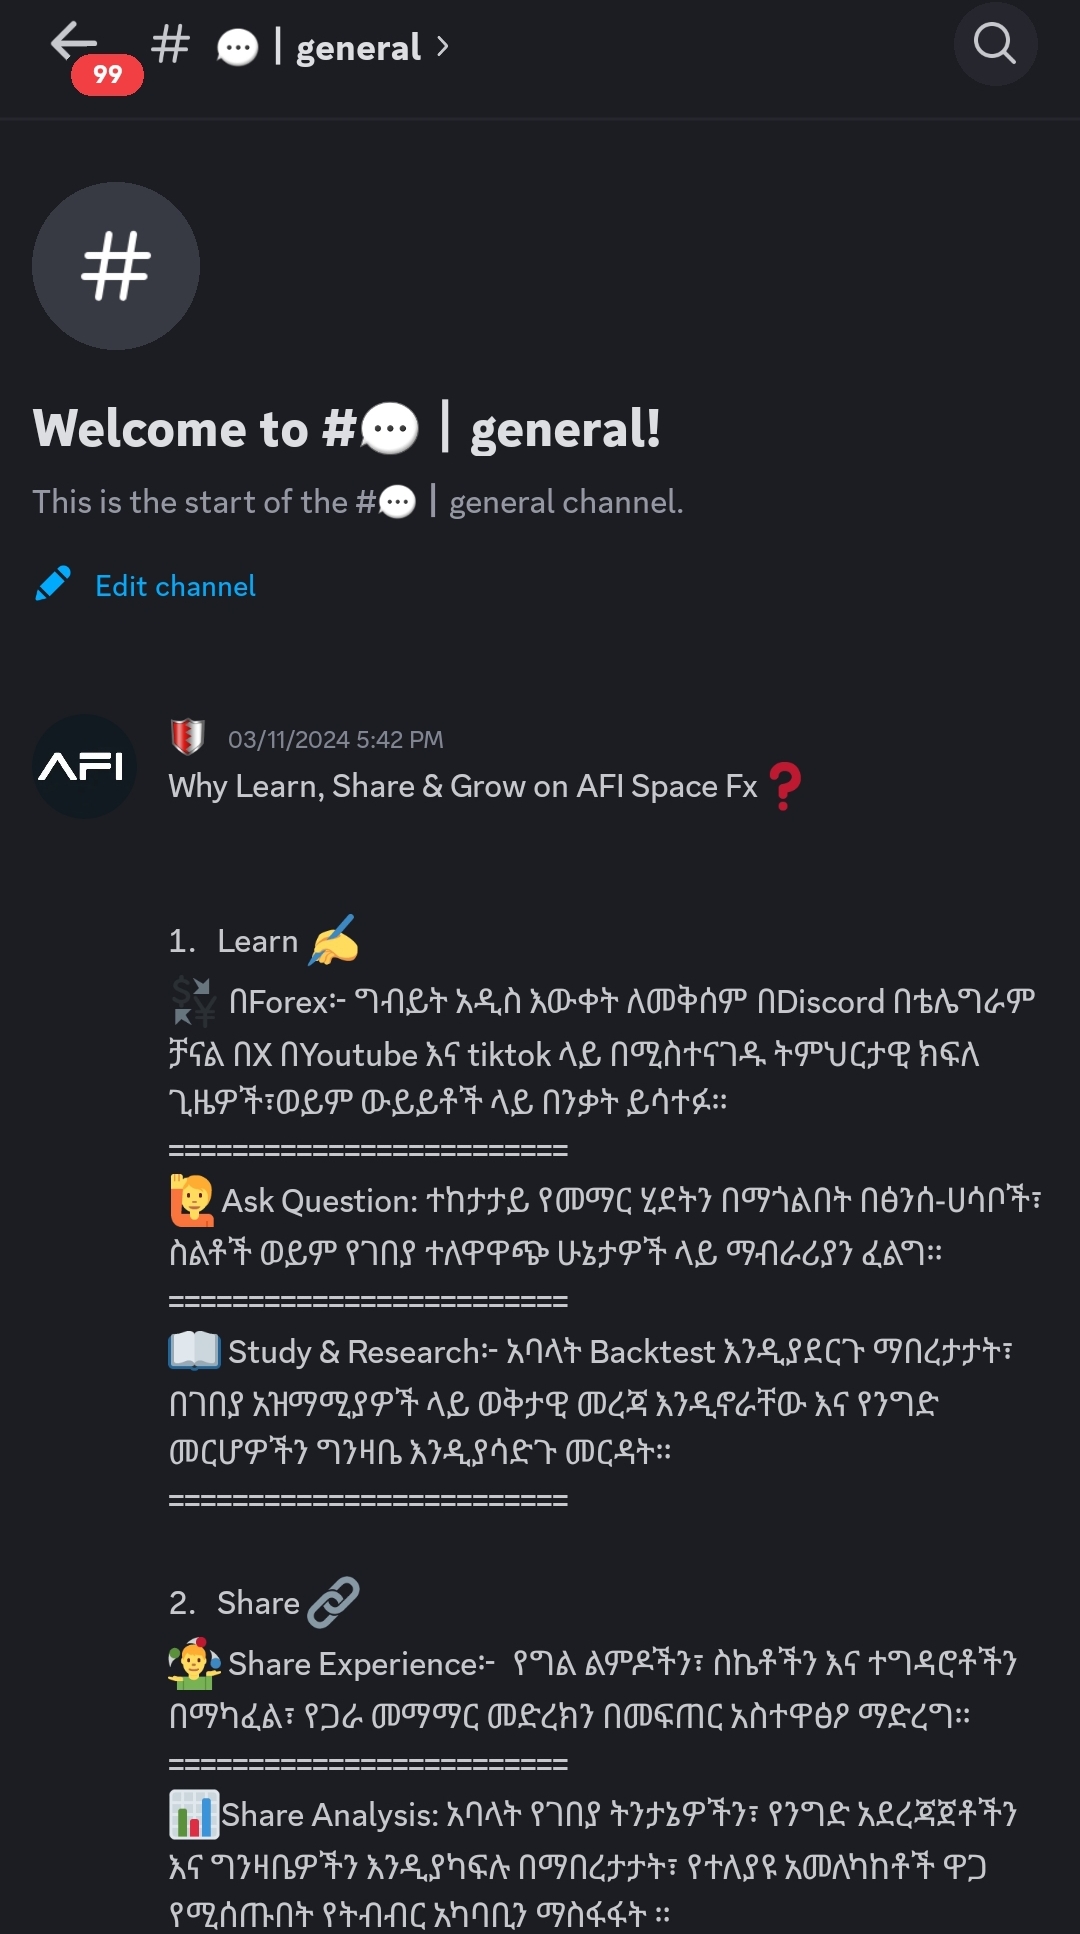 99
# 💬 | general >
#
Welcome to #💬 | general!
This is the start of the #💬 | general channel.
Edit channel
AFI
03/11/2024 5:42 PM
Why Learn, Share & Grow on AFI Space Fx❓
1. Learn ✍️
💱 በForex፦ ግብይት አዲስ እውቀት ለመቅሰም በDiscord በቴሌግራም
ቻናል በX በYoutube እና tiktok ላይ በሚስተናገዱ ትምህርታዊ ክፍለ
ጊዜዎች፣ወይም ውይይቶች ላይ በንቃት ይሳተፉ።
=========================
🙋 Ask Question: ተከታታይ የመማር ሂደትን በማጎልበት በፅንሰ-ሀሳቦች፣
ስልቶች ወይም የገበያ ተለዋዋጭ ሁኔታዎች ላይ ማብራሪያን ፈልግ።
=========================
📖 Study & Research፦ አባላት Backtest እንዲያደርጉ ማበረታታት፣
በገበያ አዝማሚያዎች ላይ ወቅታዊ መረጃ እንዲኖራቸው እና የንግድ
መርሆዎችን ግንዛቤ እንዲያሳድጉ መርዳት።
=========================
2. Share 🔗
🤹 Share Experience፦ የግል ልምዶችን፣ ስኬቶችን እና ተግዳሮቶችን
በማካፈል፣ የጋራ መማማር መድረክን በመፍጠር አስተዋፅዖ ማድረግ።
=========================
📊Share Analysis: አባላት የገበያ ትንታኔዎችን፣ የንግድ አደረጃጀቶችን
እና ግንዛቤዎችን እንዲያካፍሉ በማበረታታት፣ የተለያዩ አመለካከቶች ዋጋ
የሚሰጡበት የትብብር አካባቢን ማስፋፋት ።